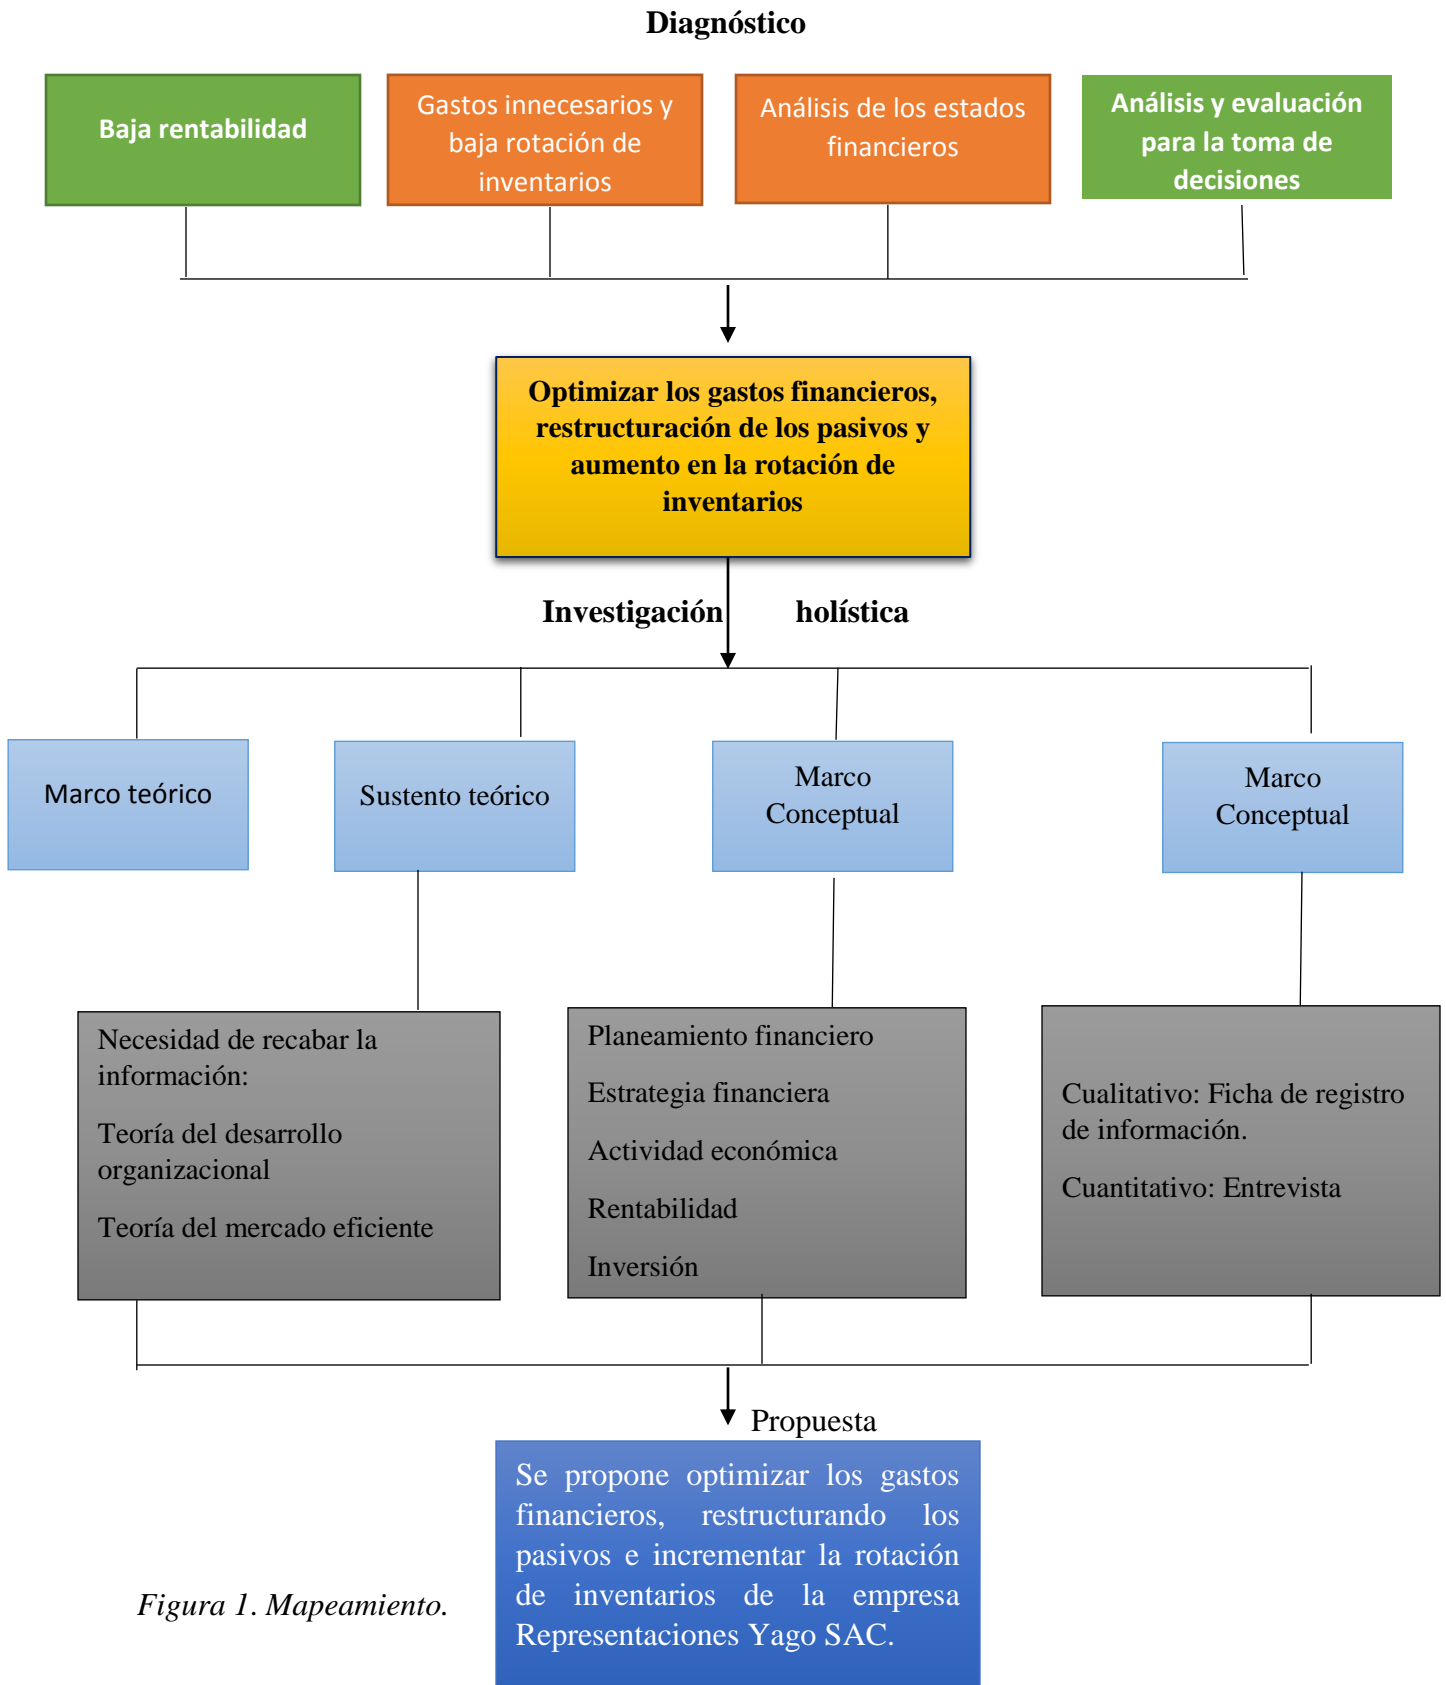 Diagnóstico
Baja rentabilidad
Gastos innecesarios y
baja rotación de
inventarios
Análisis de los estados
financieros
Análisis y evaluación
para la toma de
decisiones
Optimizar los gastos financieros,
restructuración de los pasivos y
aumento en la rotación de
inventarios
Investigación holística
Marco teórico
Sustento teórico
Marco
Conceptual
Marco
Conceptual
Necesidad de recabar la
información:
Teoría del desarrollo
organizacional
Teoría del mercado eficiente
Planeamiento financiero
Estrategia financiera
Actividad económica
Rentabilidad
Inversión
Cualitativo: Ficha de registro
de información.
Cuantitativo: Entrevista
Propuesta
Se propone optimizar los gastos
financieros, restructurando los
pasivos e incrementar la rotación
de inventarios de la empresa
Representaciones Yago SAC.
Figura 1. Mapeamiento.